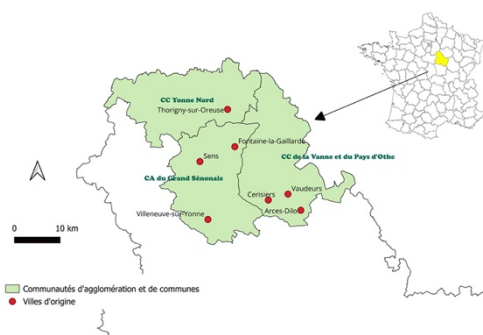 CC Yonne Nord
Thorigny-sur-Oreuse
Fontaine-la-Gaillarde
Sens
CC de la Vanne et du Pays d'Othe
CA du Grand Sénonais
Cerisiers
Vaudeurs
Arces-Dilo
Villeneuve-sur-Yonne
0
10 km
Communautés d'agglomération et de communes
Villes d'origine